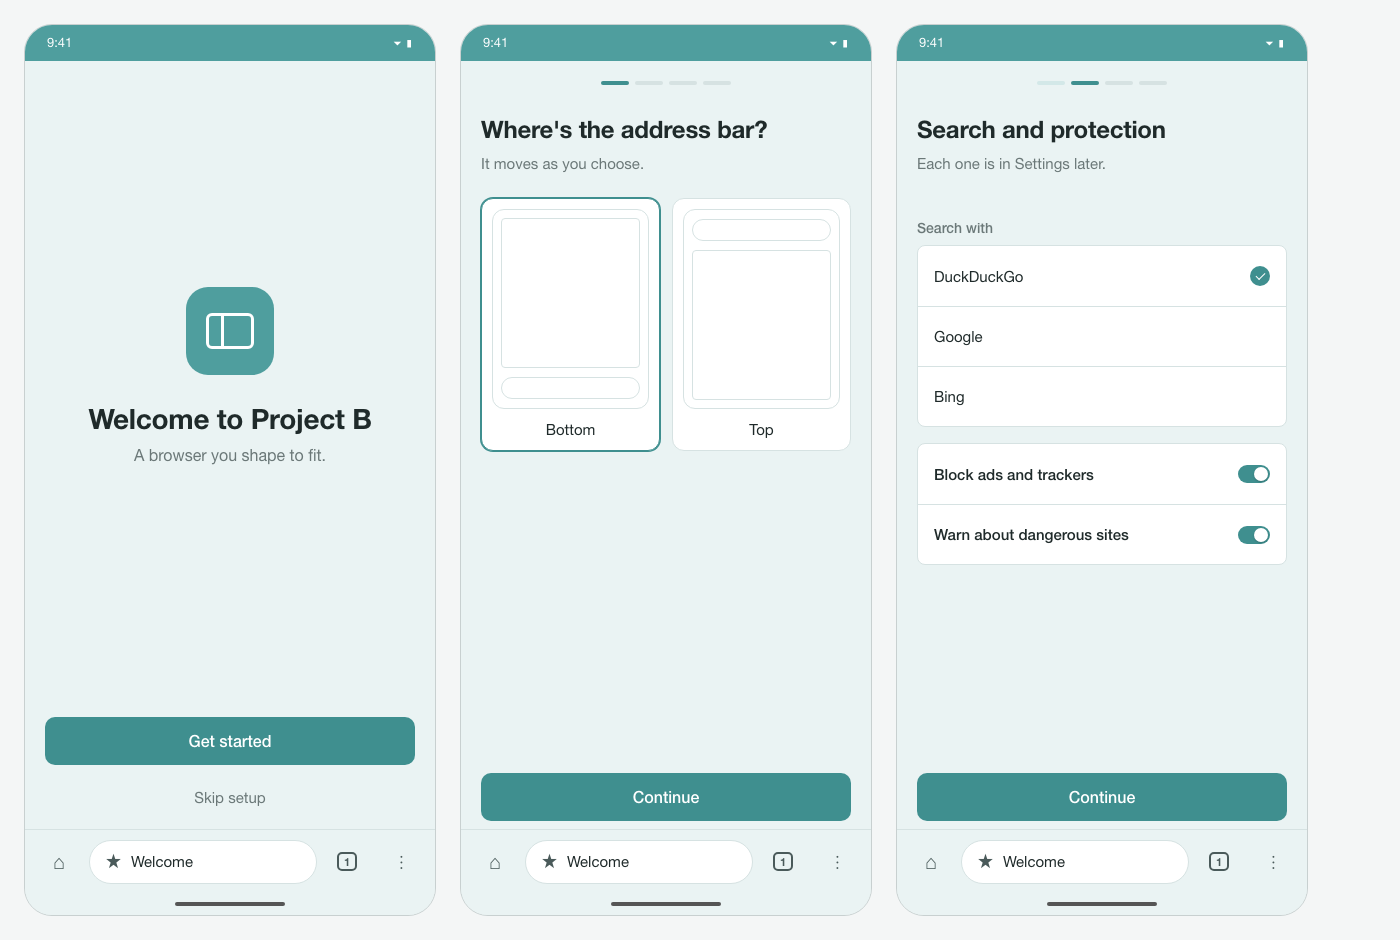 9:41
Welcome to Project B
A browser you shape to fit.
Get started
Skip setup
Welcome
1
9:41
Where's the address bar?
It moves as you choose.
Bottom
Top
Continue
Welcome
1
9:41
Search and protection
Each one is in Settings later.
Search with
DuckDuckGo
Google
Bing
Block ads and trackers
Warn about dangerous sites
Continue
Welcome
1